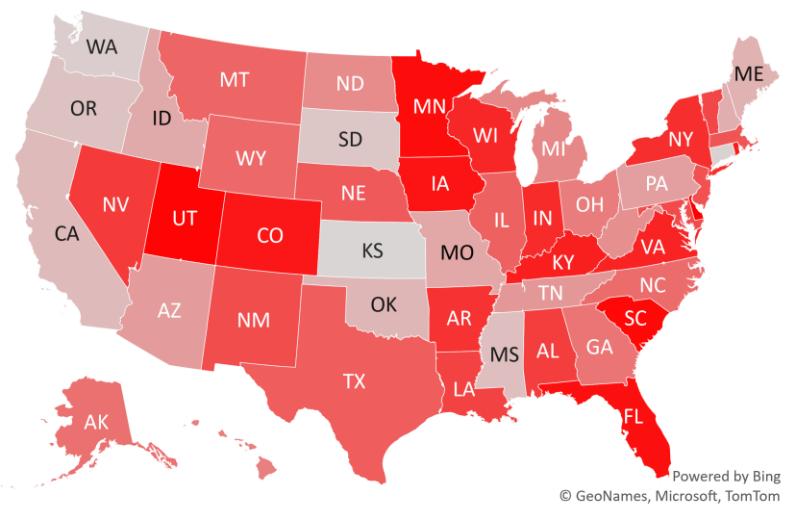 WA
ME
MT
ND
OR
MN
ID
SD
WI
NY
MI
WY
IA
PA
NE
NV
OH
IL
IN
UT
CO
CA
VA
KS
MO
KY
NC
TN
OK
AZ
NM
AR
SC
MS
AL
GA
TX
LA
FL
AK
Powered by Bing
© GeoNames, Microsoft, TomTom